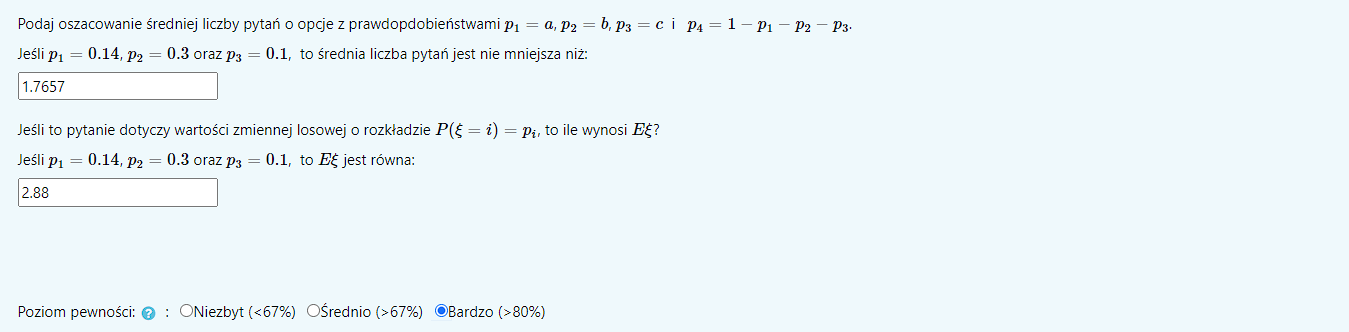 Podaj oszacowanie średniej liczby pytań o opcje z prawdopdobieństwami p₁ = a, p₂ = b, p₃ = c i p₄ = 1 − p₁ − p₂ − p₃.
Jeśli p₁ = 0.14, p₂ = 0.3 oraz p₃ = 0.1, to średnia liczba pytań jest nie mniejsza niż:
1.7657
Jeśli to pytanie dotyczy wartości zmiennej losowej o rozkładzie P(ξ = i) = pᵢ, to ile wynosi Eξ?
Jeśli p₁ = 0.14, p₂ = 0.3 oraz p₃ = 0.1, to Eξ jest równa:
2.88
Poziom pewności: ? : Niezbyt (<67%) Średnio (>67%) Bardzo (>80%)